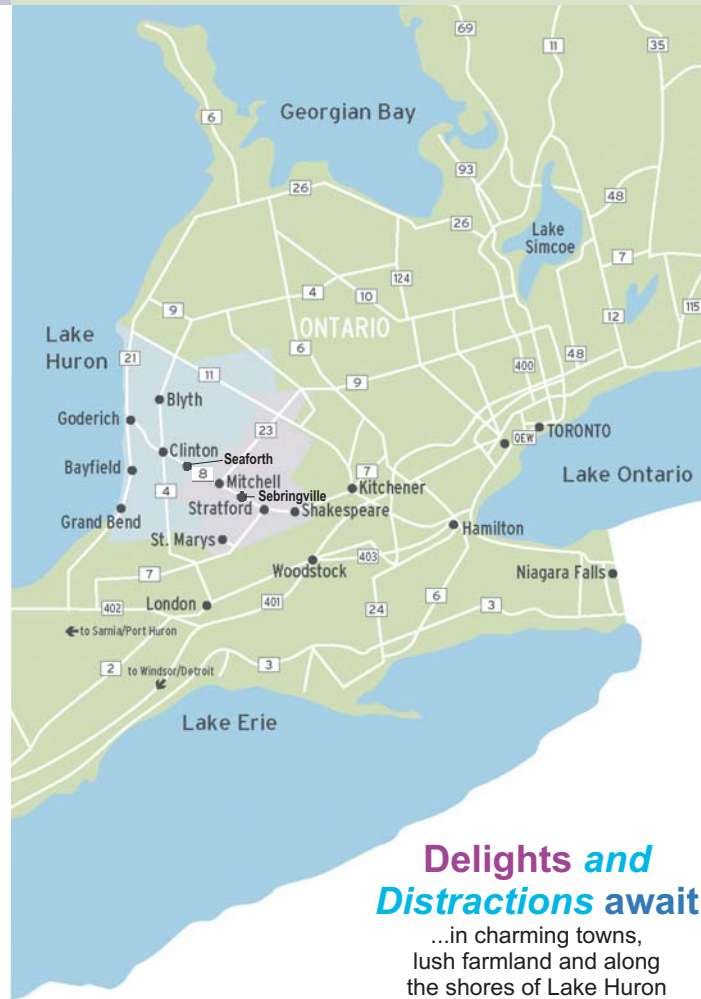 69
11
35
6
Georgian Bay
93
26
48
26
Lake
Simcoe
7
124
4
10
9
12
115
ONTARIO
Lake
Huron
21
6
48
400
11
9
Blyth
Goderich
23
QEW
TORONTO
Clinton
Seaforth
8
7
Bayfield
Mitchell
Lake Ontario
4
Sebringville
Kitchener
Grand Bend
Stratford
Shakespeare
Hamilton
St. Marys
403
Woodstock
7
Niagara Falls
402
London
401
24
6
3
to Sarnia/Port Huron
2
to Windsor/Detroit
3
Lake Erie
Delights and
Distractions await
...in charming towns,
lush farmland and along
the shores of Lake Huron